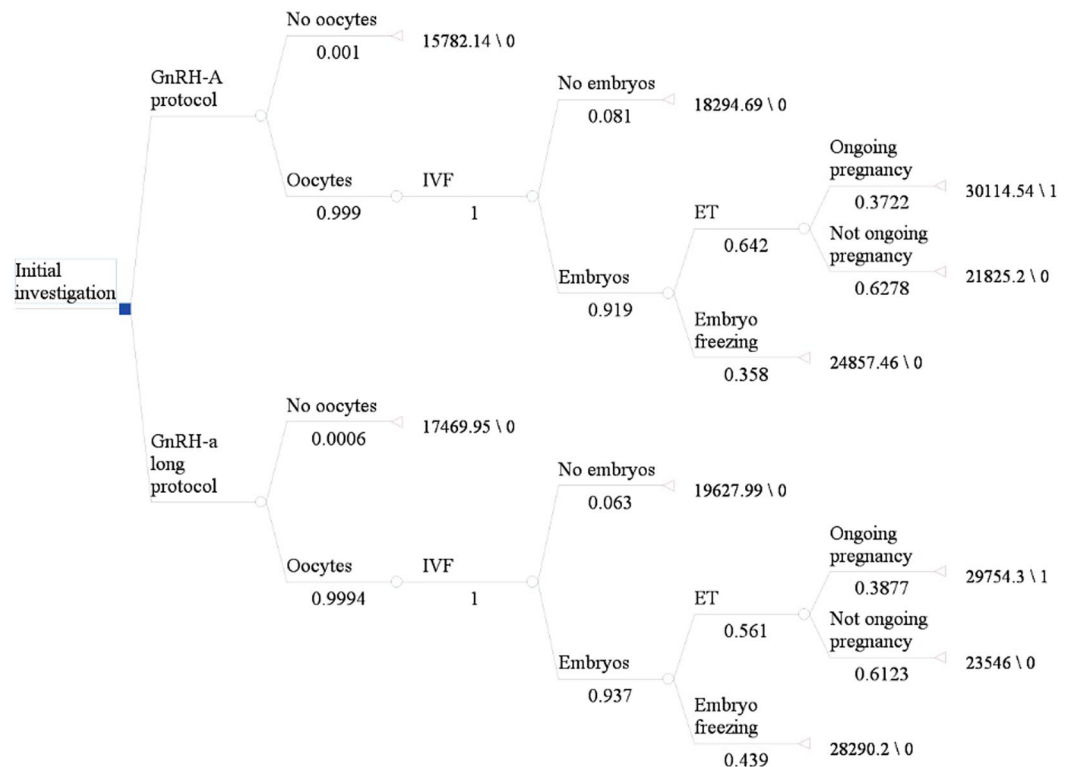 No oocytes
0.001
15782.14 \ 0
GnRH-A
protocol
No embryos
0.081
18294.69 \ 0
Ongoing
pregnancy
0.3722
30114.54 \ 1
Oocytes
0.999
IVF
1
ET
0.642
Not ongoing
pregnancy
0.6278
21825.2 \ 0
Initial
investigation
Embryos
0.919
Embryo
freezing
0.358
24857.46 \ 0
No oocytes
0.0006
17469.95 \ 0
GnRH-a
long
protocol
No embryos
0.063
19627.99 \ 0
Ongoing
pregnancy
0.3877
29754.3 \ 1
Oocytes
0.9994
IVF
1
ET
0.561
Not ongoing
pregnancy
0.6123
23546 \ 0
Embryos
0.937
Embryo
freezing
0.439
28290.2 \ 0